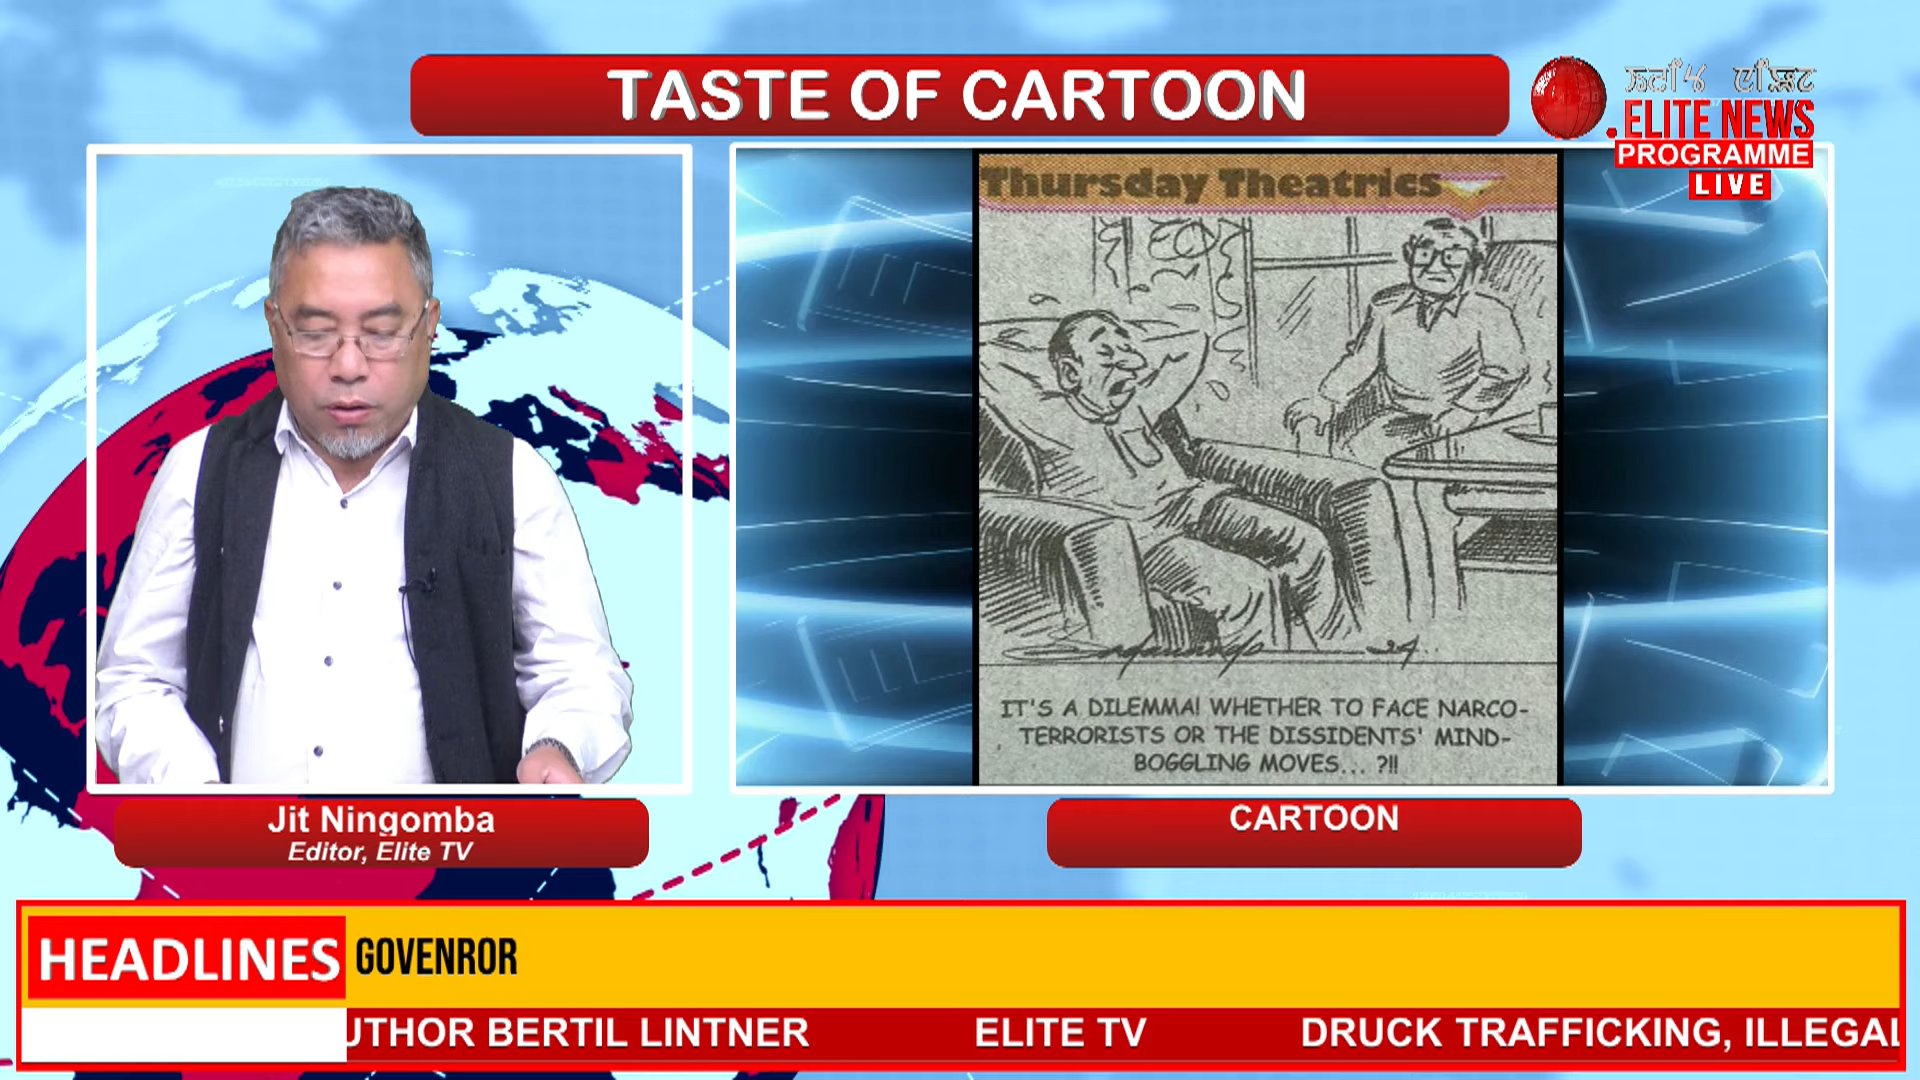 TASTE OF CARTOON
ELITE NEWS
PROGRAMME
LIVE
Thursday Theatrics
IT'S A DILEMMA! WHETHER TO FACE NARCO-
TERRORISTS OR THE DISSIDENTS' MIND-
BOGGLING MOVES... ?!!
Jit Ningomba
Editor, Elite TV
CARTOON
HEADLINES
GOVENROR
UTHOR BERTIL LINTNER ELITE TV DRUCK TRAFFICKING, ILLEGAL